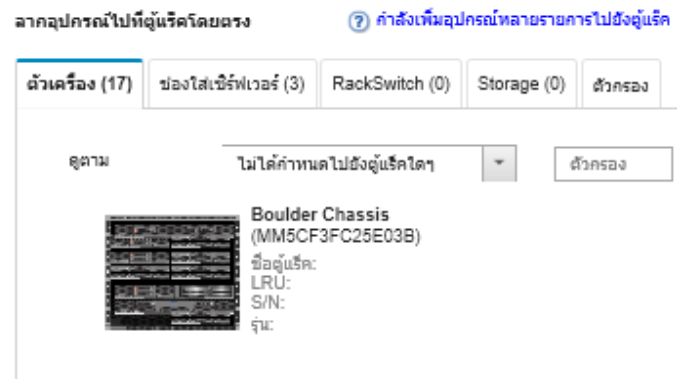 ลากอุปกรณ์ไปที่ตู้แร็คโดยตรง
กำลังเพิ่มอุปกรณ์หลายรายการไปยังตู้แร็ค
ตัวเครื่อง (17) ช่องใส่เซิร์ฟเวอร์ (3) RackSwitch (0) Storage (0) ตัวกรอง
ดูตาม ไม่ได้กำหนดไปยังตู้แร็คใดๆ ตัวกรอง
Boulder Chassis
(MM5CF3FC25E03B)
ชื่อตู้แร็ค:
LRU:
S/N:
รุ่น: